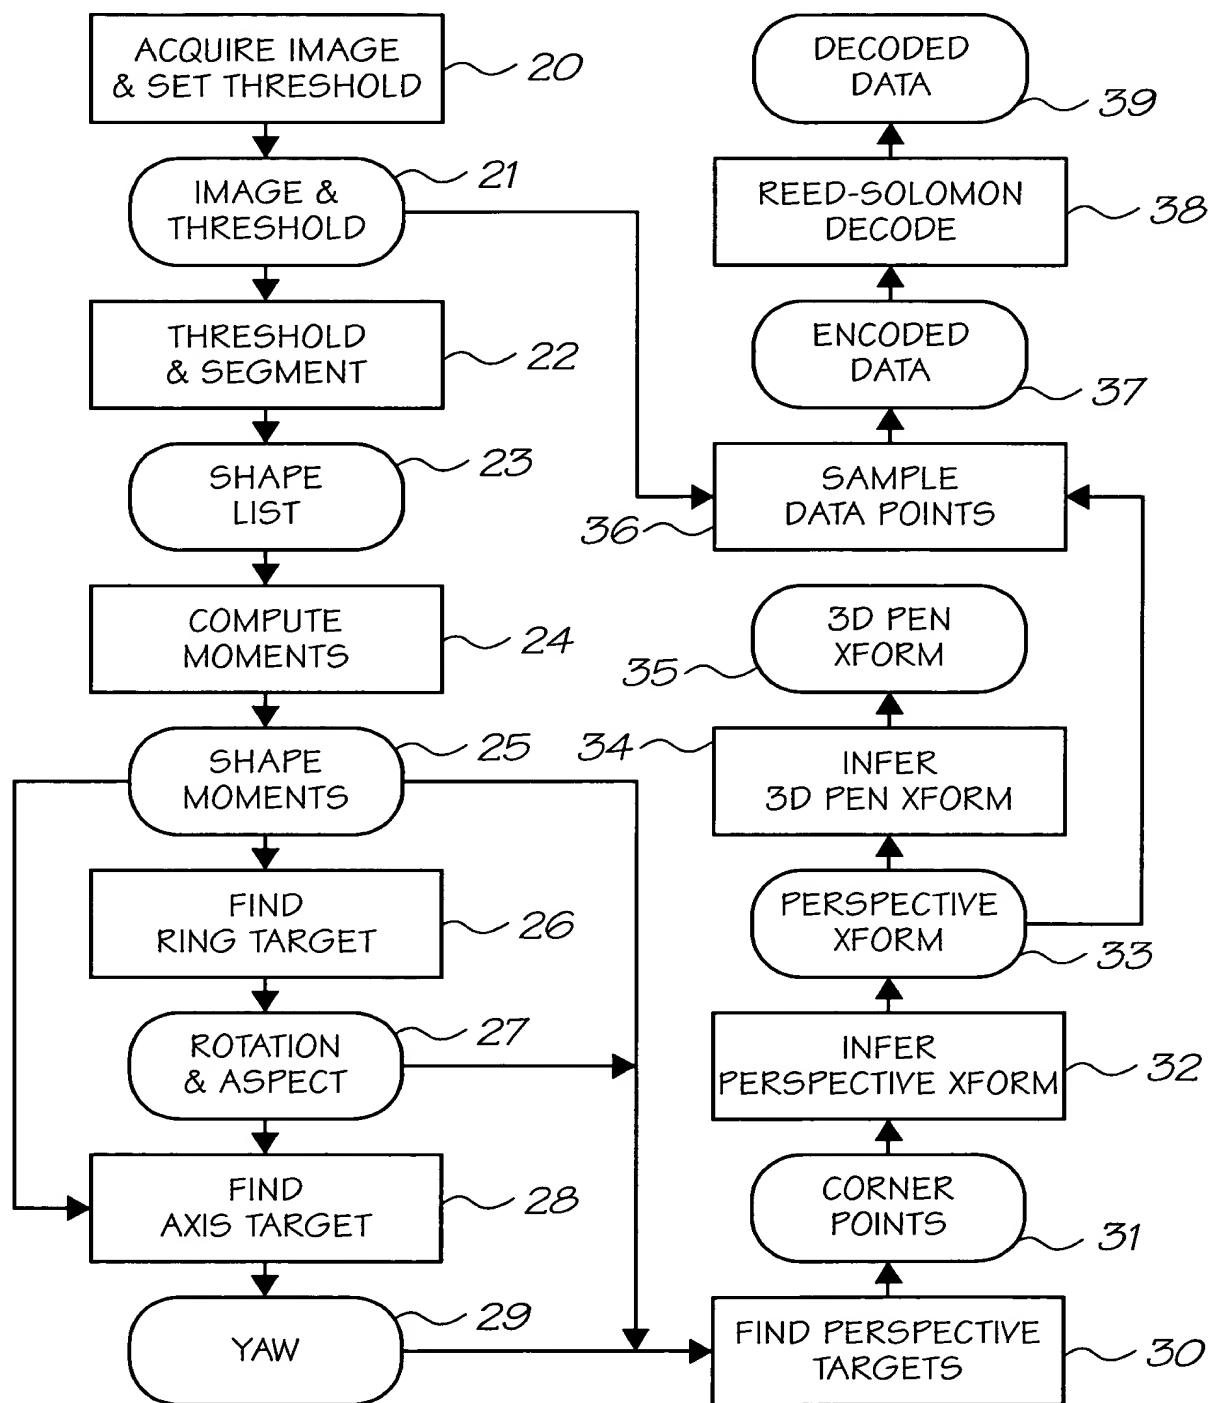 ACQUIRE IMAGE
& SET THRESHOLD
20
IMAGE &
THRESHOLD
21
THRESHOLD
& SEGMENT
22
SHAPE
LIST
23
COMPUTE
MOMENTS
24
SHAPE
MOMENTS
25
FIND
RING TARGET
26
ROTATION
& ASPECT
27
FIND
AXIS TARGET
28
YAW
29
FIND PERSPECTIVE
TARGETS
30
CORNER
POINTS
31
INFER
PERSPECTIVE XFORM
32
PERSPECTIVE
XFORM
33
INFER
3D PEN XFORM
34
3D PEN
XFORM
35
SAMPLE
DATA POINTS
36
ENCODED
DATA
37
REED-SOLOMON
DECODE
38
DECODED
DATA
39